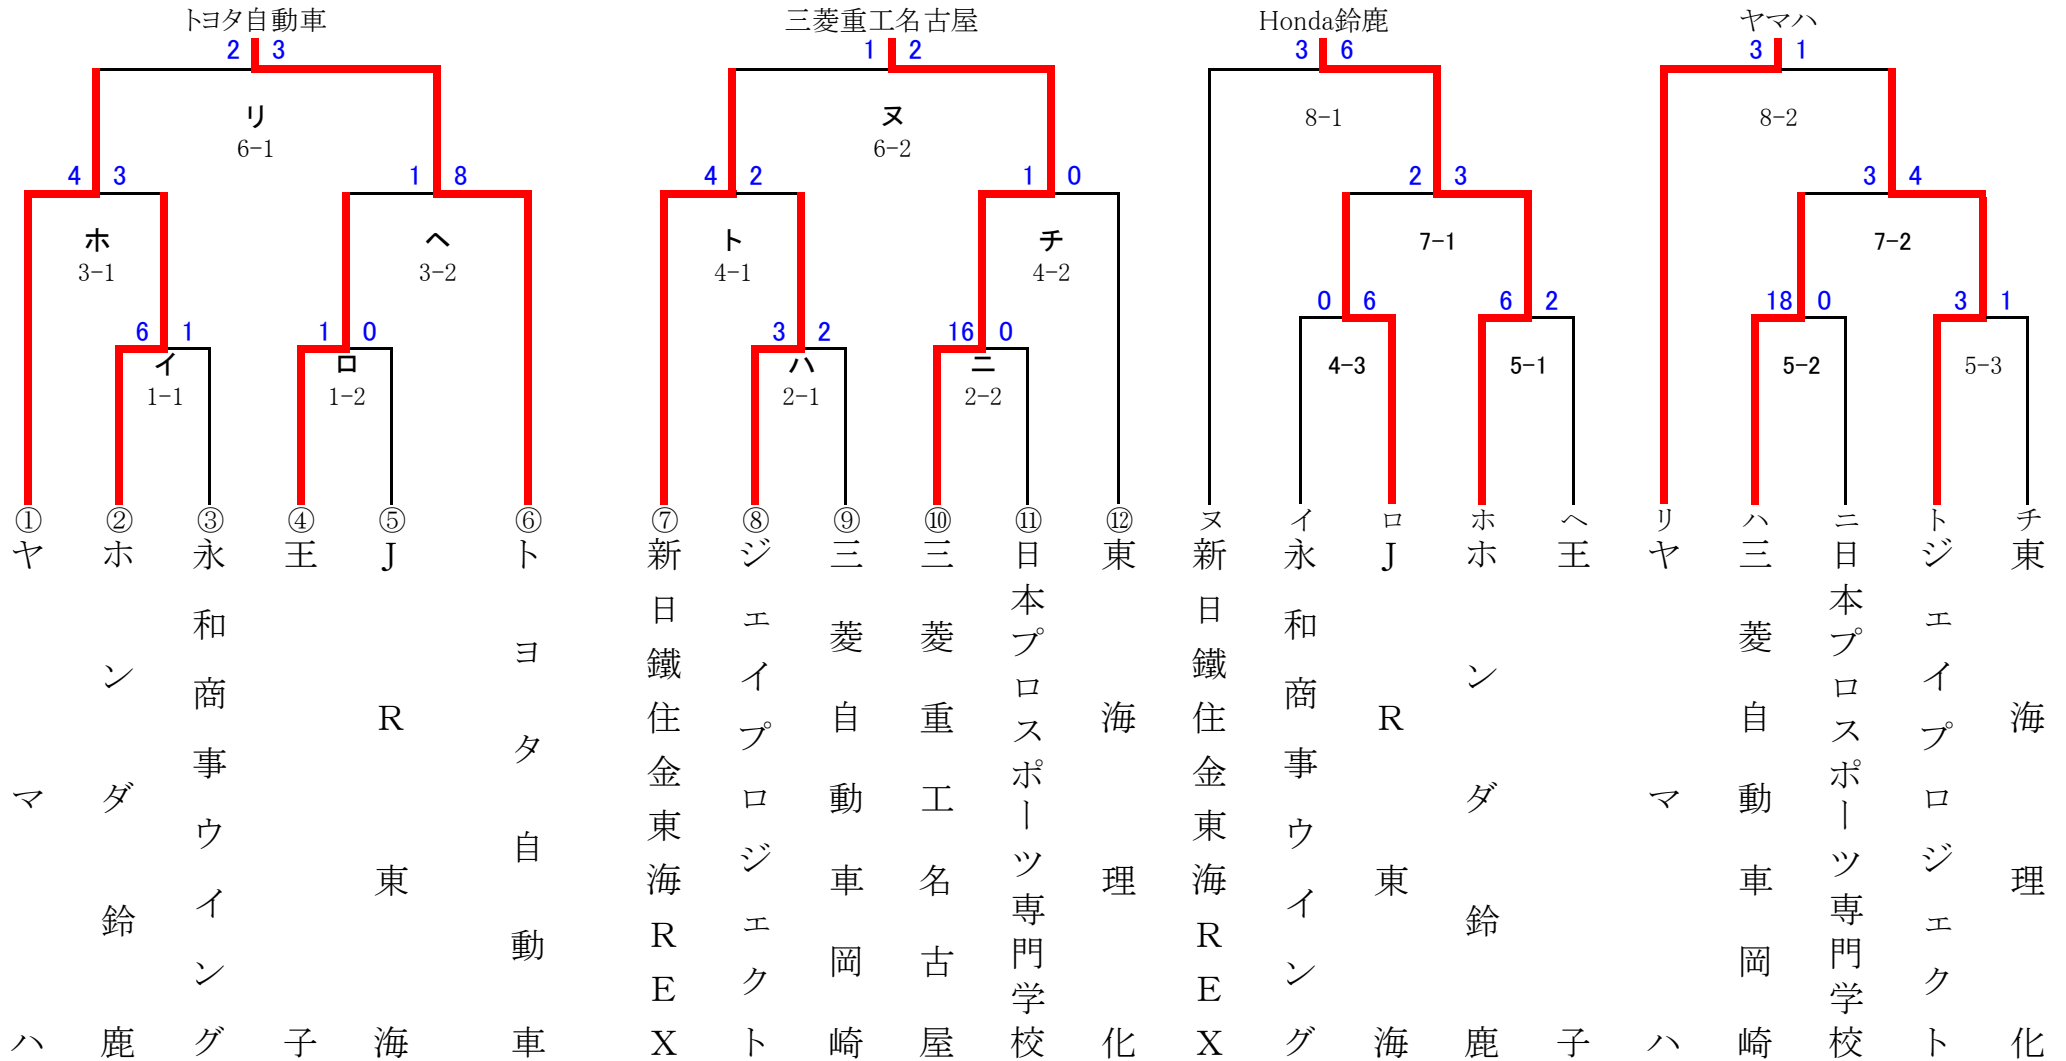 トヨタ自動車
三菱重工名古屋
Honda鈴鹿
ヤマハ
2 3
1 2
3 6
3 1
リ
6-1
ヌ
6-2
8-1
8-2
4 3
1 8
4 2
1 0
2 3
3 4
ホ
3-1
ヘ
3-2
ト
4-1
チ
4-2
7-1
7-2
0 6
6 2
18 0
3 1
6 1
1 0
3 2
16 0
イ
1-1
ロ
1-2
ハ
2-1
ニ
2-2
4-3
5-1
5-2
5-3
①ヤマハ
②ホンダ鈴鹿
③永和商事ウイング
④王子
⑤JR東海
⑥トヨタ自動車
⑦新日鐵住金東海REX
⑧ジェイプロジェクト
⑨三菱自動車岡崎
⑩三菱重工名古屋
⑪日本プロスポーツ専門学校
⑫東海理化
ヌ新日鐵住金東海REX
イ永和商事ウイング
ロJR東海
ホホンダ鈴鹿
ヘ王子
リヤマハ
ハ三菱自動車岡崎
ニ日本プロスポーツ専門学校
トジェイプロジェクト
チ東海理化